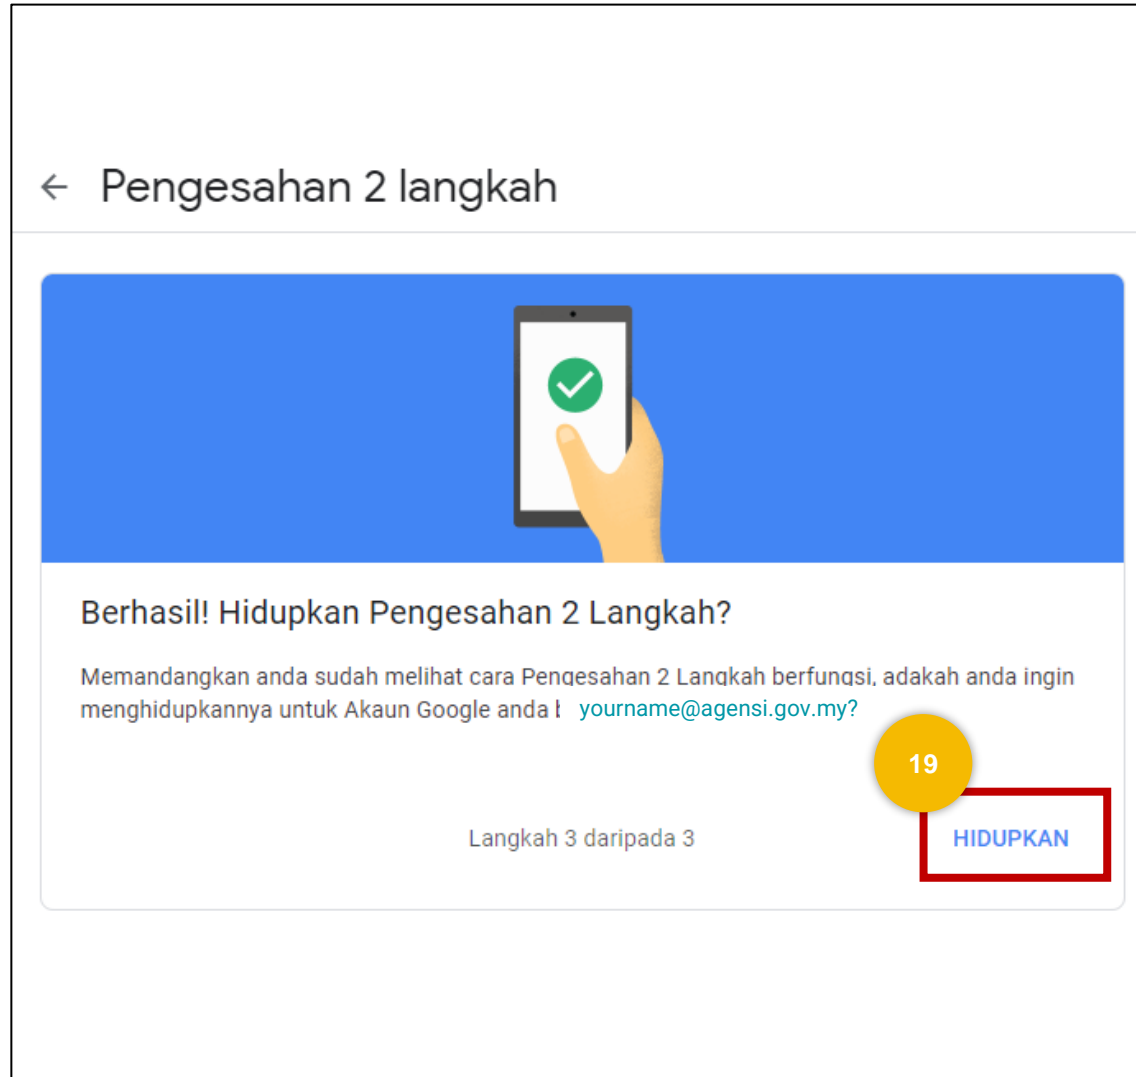 Pengesahan 2 langkah
Berhasil! Hidupkan Pengesahan 2 Langkah?
Memandangkan anda sudah melihat cara Pengesahan 2 Langkah berfungsi, adakah anda ingin
menghidupkannya untuk Akaun Google anda yourname@agensi.gov.my?
19
Langkah 3 daripada 3
HIDUPKAN